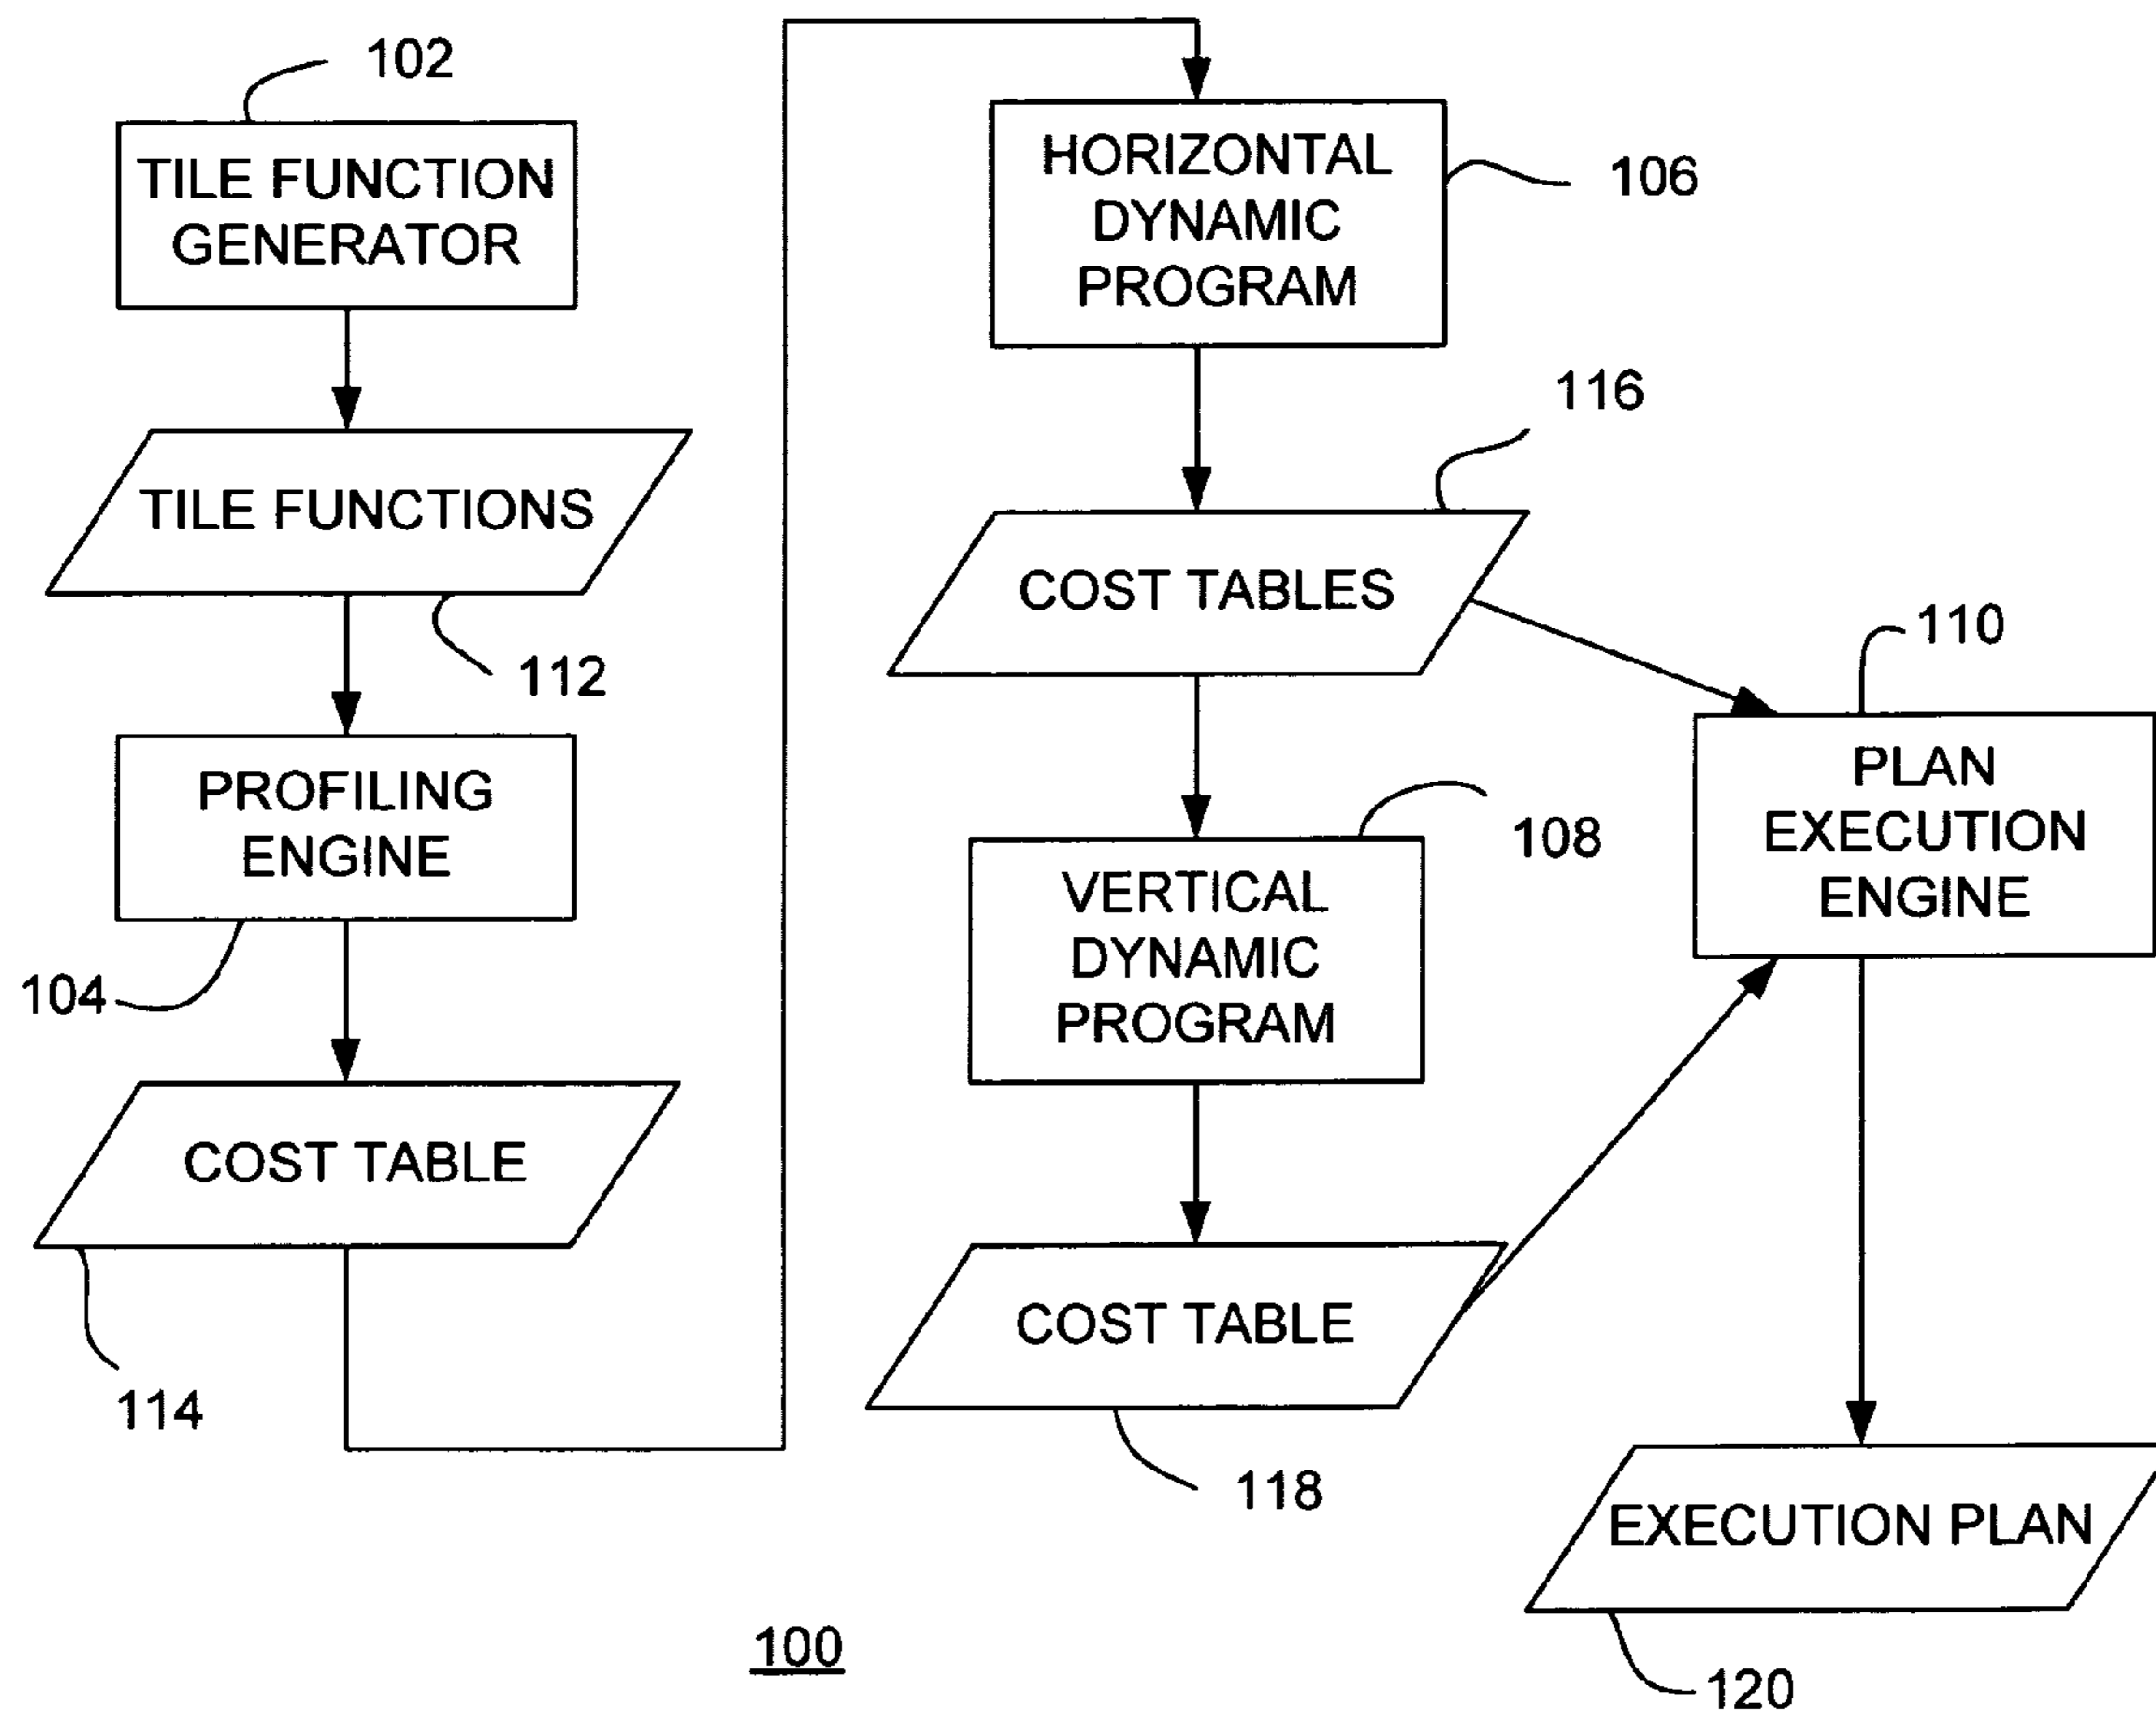 102
TILE FUNCTION
GENERATOR
TILE FUNCTIONS
112
PROFILING
ENGINE
104
COST TABLE
114
HORIZONTAL
DYNAMIC
PROGRAM
106
116
COST TABLES
110
PLAN
EXECUTION
ENGINE
108
VERTICAL
DYNAMIC
PROGRAM
COST TABLE
118
EXECUTION PLAN
120
100